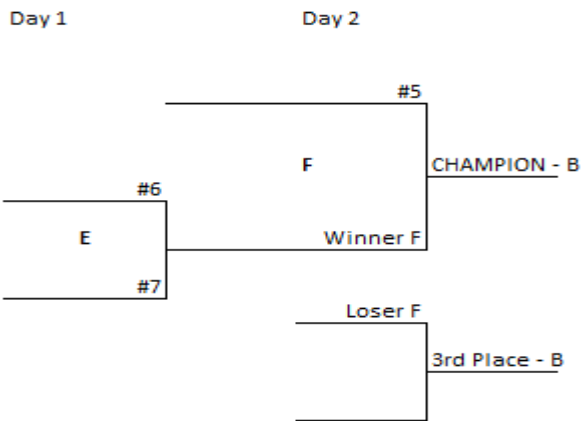 Day 1
Day 2
#5
F
CHAMPION - B
#6
E
Winner F
#7
Loser F
3rd Place - B